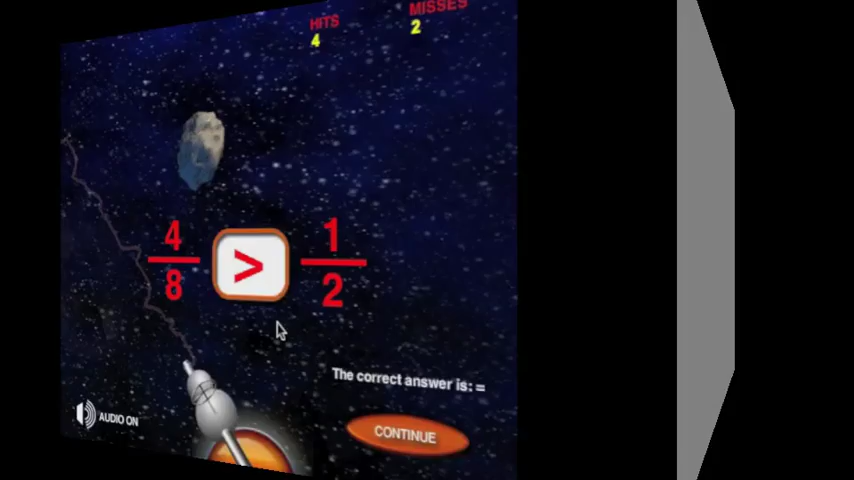 HITS
4
MISSES
2
4
8
>
1
2
The correct answer is: =
AUDIO ON
CONTINUE